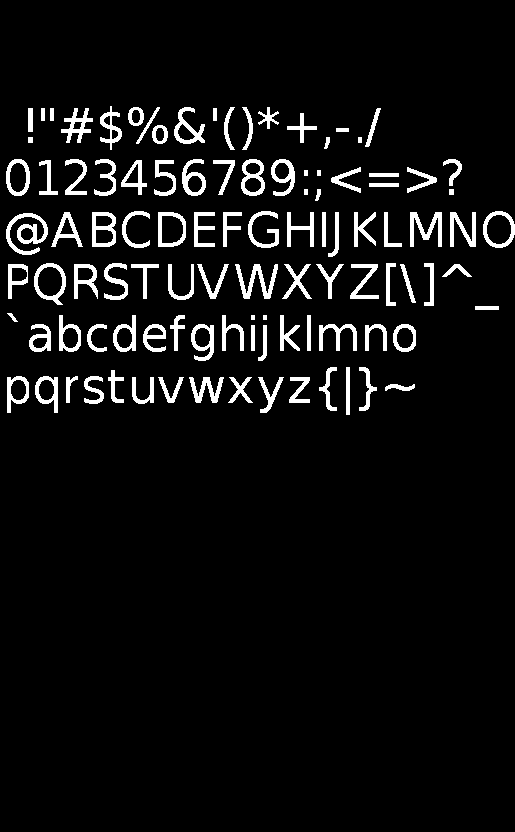 !"#$%&'()*+,-./
0123456789:;<=>?
@ABCDEFGHIJKLMNO
PQRSTUVWXYZ[\]^_
`abcdefghijklmno
pqrstuvwxyz{|}~